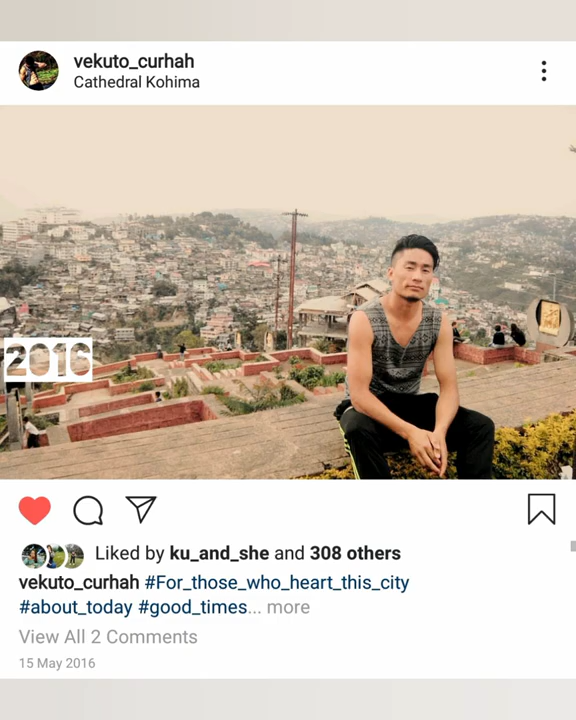 vekuto_curhah
Cathedral Kohima
2016
Liked by ku_and_she and 308 others
vekuto_curhah #For_those_who_heart_this_city
#about_today #good_times... more
View All 2 Comments
15 May 2016